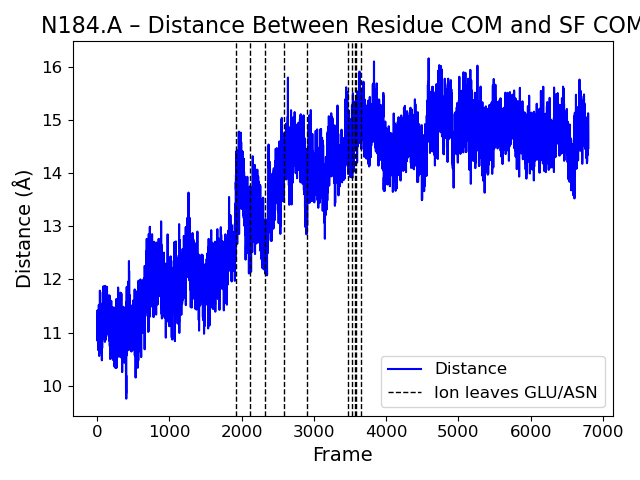 N184.A – Distance Between Residue COM and SF COM
16
15
14
13
12
11
10
Distance (Å)
Distance
Ion leaves GLU/ASN
0 1000 2000 3000 4000 5000 6000 7000
Frame